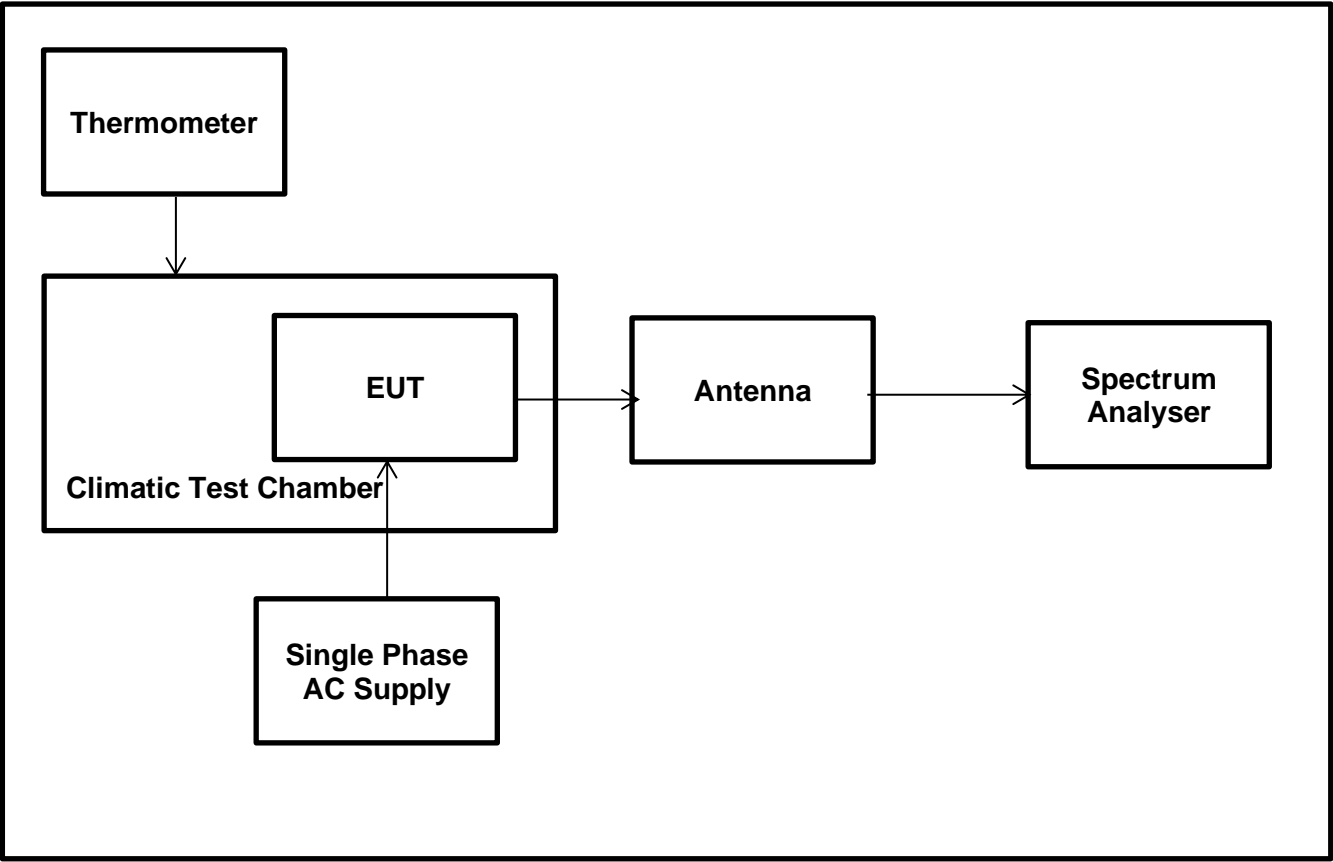 Thermometer
EUT
Antenna
Spectrum
Analyser
Climatic Test Chamber
Single Phase
AC Supply